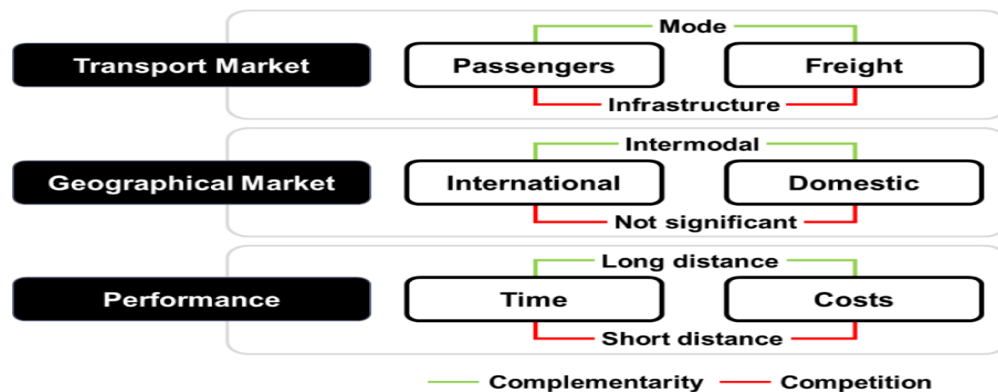 Mode
Transport Market Passengers Freight
Infrastructure
Intermodal
Geographical Market International Domestic
Not significant
Long distance
Performance Time Costs
Short distance
Complementarity Competition